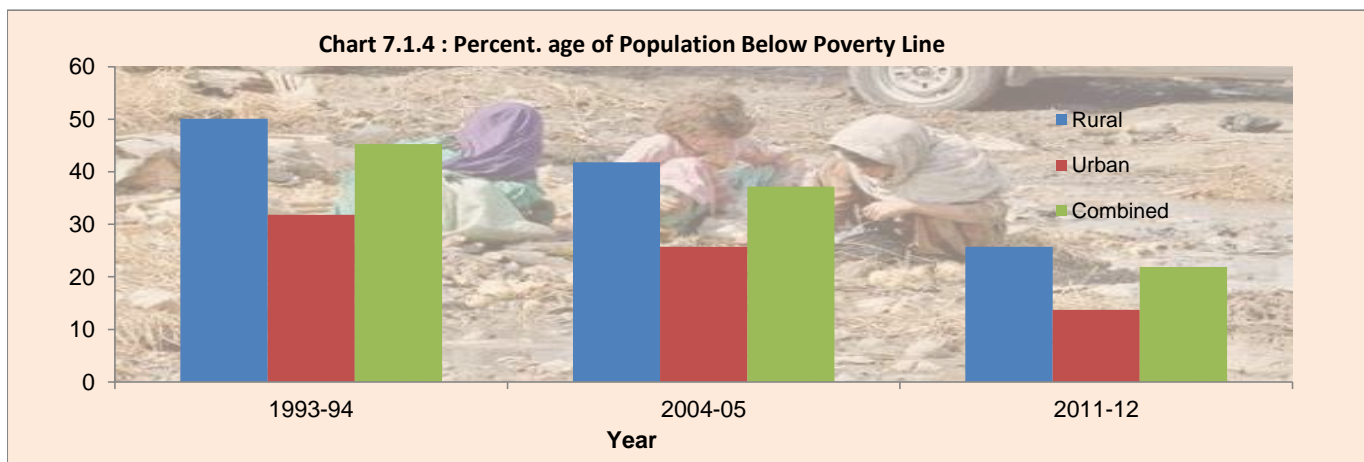 Chart 7.1.4 : Percent. age of Population Below Poverty Line
60
50
40
30
20
10
0
Rural
Urban
Combined
1993-94 2004-05 2011-12
Year